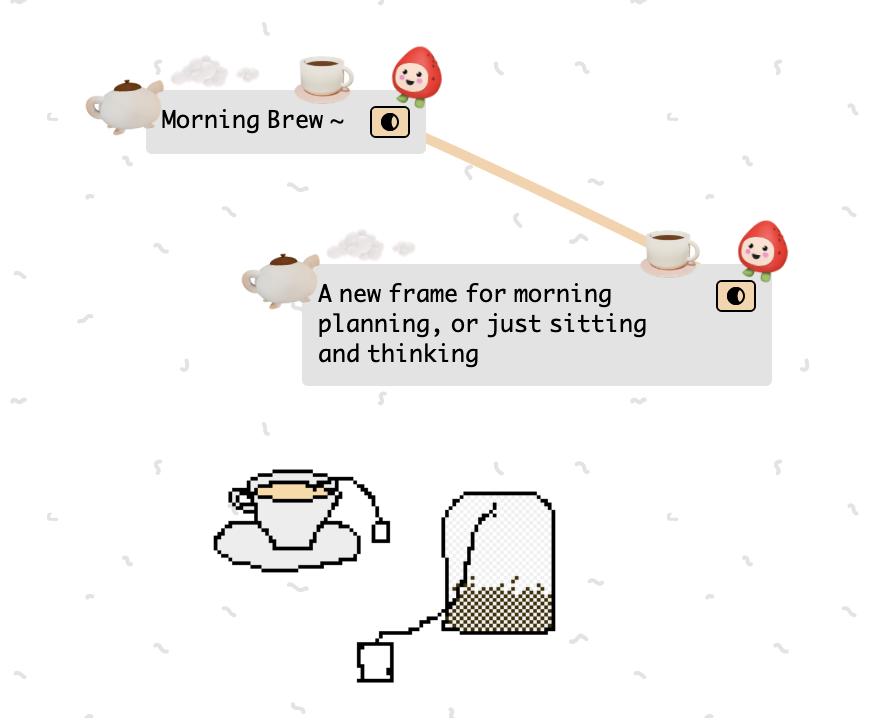 Morning Brew ~
A new frame for morning
planning, or just sitting
and thinking